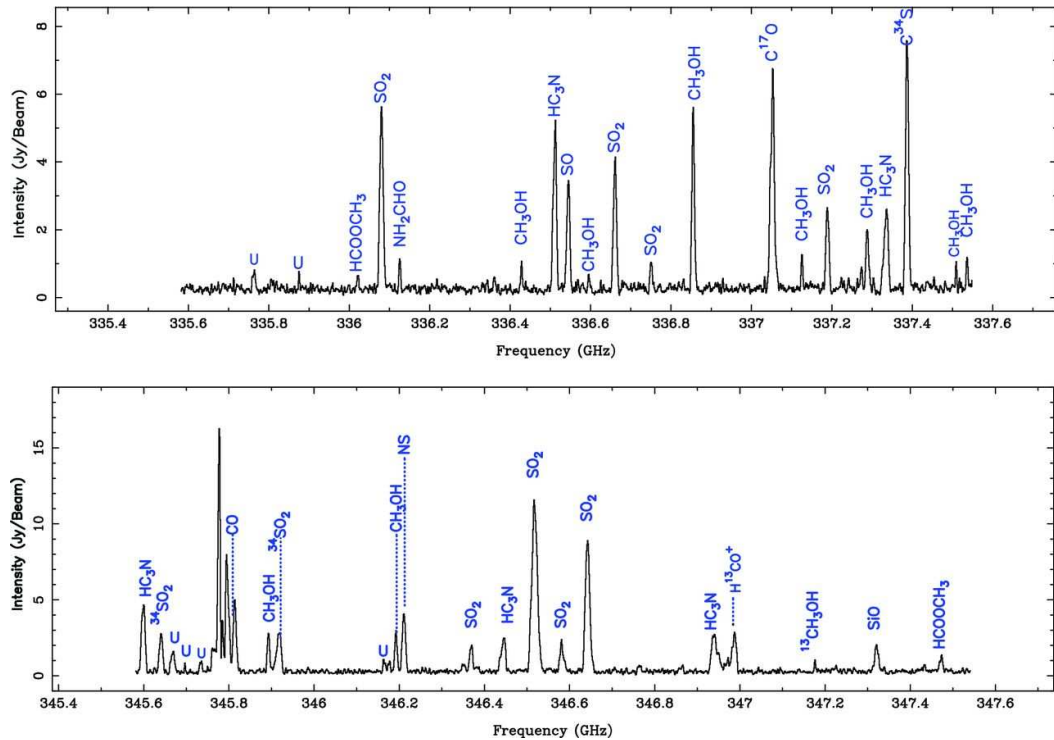 Intensity (Jy/Beam)
8
6
4
2
0
U
U
HCOOCH₃
SO₂
NH₂CHO
CH₃OH
HC₃N
SO
CH₃OH
SO₂
SO₂
CH₃OH
C¹⁷O
CH₃OH
SO₂
CH₃OH
HC₃N
C³⁴S
CH₃OH
CH₃OH
335.4 335.6 335.8 336 336.2 336.4 336.6 336.8 337 337.2 337.4 337.6
Frequency (GHz)
Intensity (Jy/Beam)
15
10
5
0
HC₃N
³⁴SO₂
U
U
U
CO
CH₃OH
³⁴SO₂
U
CH₃OH
NS
SO₂
HC₃N
SO₂
SO₂
SO₂
HC₃N
H¹³CO⁺
¹³CH₃OH
SiO
HCOOCH₃
345.4 345.6 345.8 346 346.2 346.4 346.6 346.8 347 347.2 347.4 347.6
Frequency (GHz)